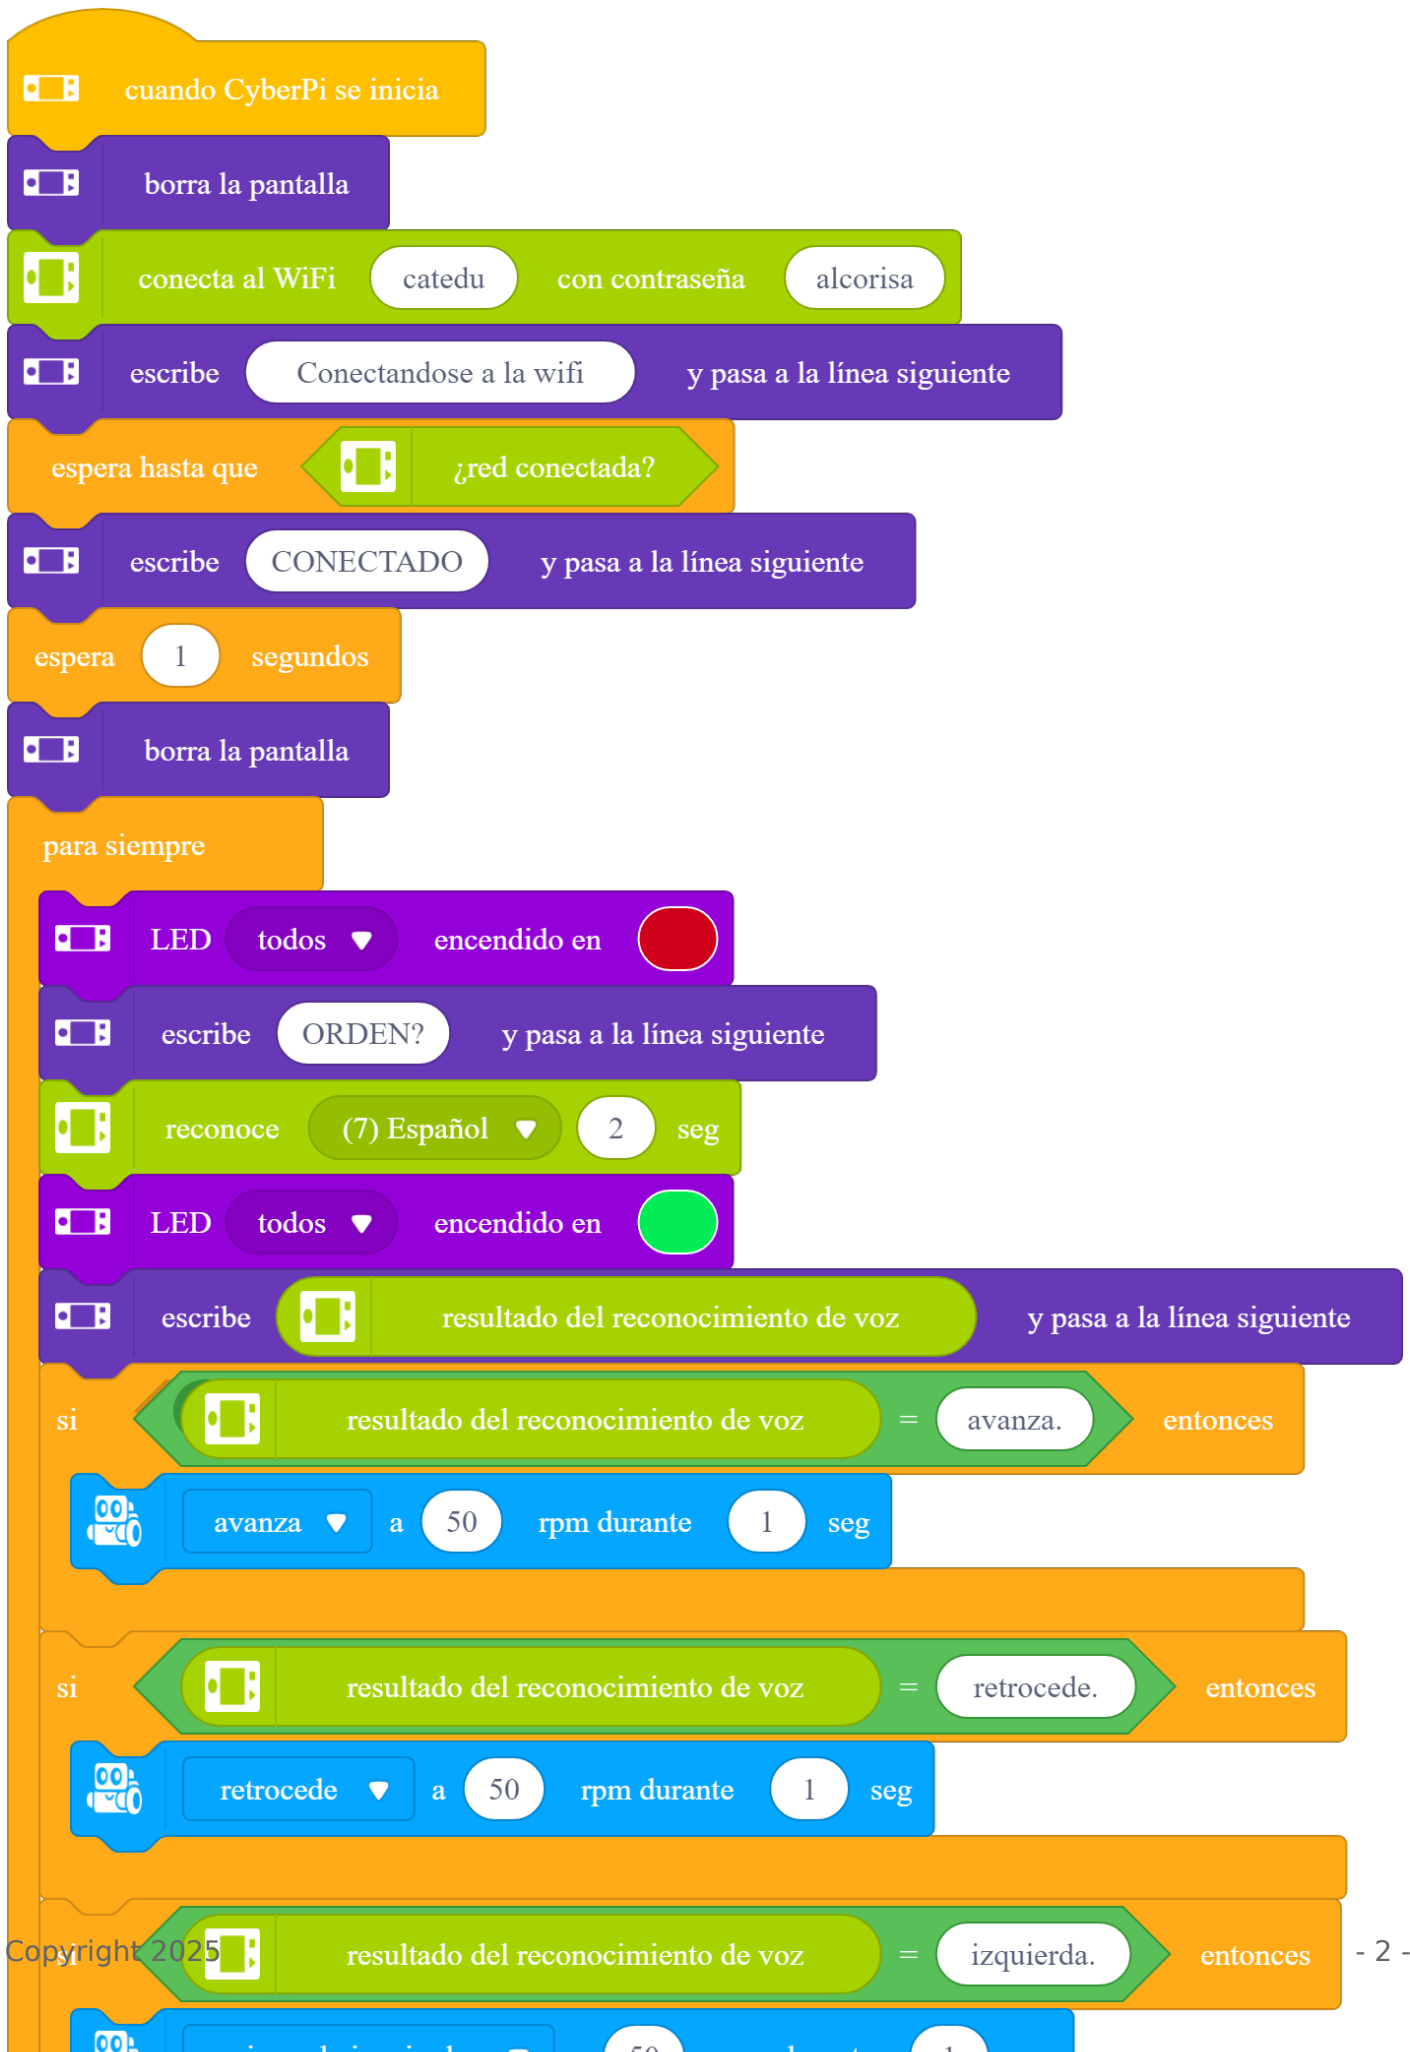 cuando CyberPi se inicia
borra la pantalla
conecta al WiFi catedu con contraseña alcorisa
escribe Conectandose a la wifi y pasa a la línea siguiente
espera hasta que ¿red conectada?
escribe CONECTADO y pasa a la línea siguiente
espera 1 segundos
borra la pantalla
para siempre
LED todos encendido en
escribe ORDEN? y pasa a la línea siguiente
reconoce (7) Español 2 seg
LED todos encendido en
escribe resultado del reconocimiento de voz y pasa a la línea siguiente
si resultado del reconocimiento de voz = avanza. entonces
avanza a 50 rpm durante 1 seg
si resultado del reconocimiento de voz = retrocede. entonces
retrocede a 50 rpm durante 1 seg
si resultado del reconocimiento de voz = izquierda. entonces
Copyright 2025 - 2 -